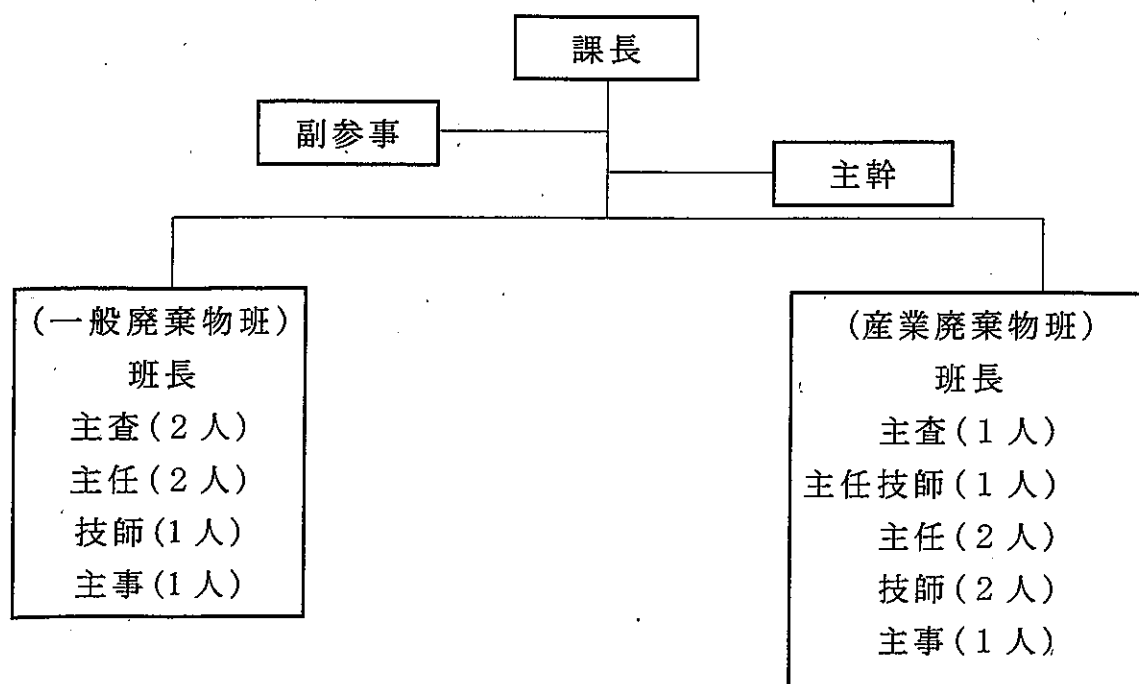 課長
副参事
主幹
(一般廃棄物班)
班長
主査(2人)
主任(2人)
技師(1人)
主事(1人)
(産業廃棄物班)
班長
主査(1人)
主任技師(1人)
主任(2人)
技師(2人)
主事(1人)